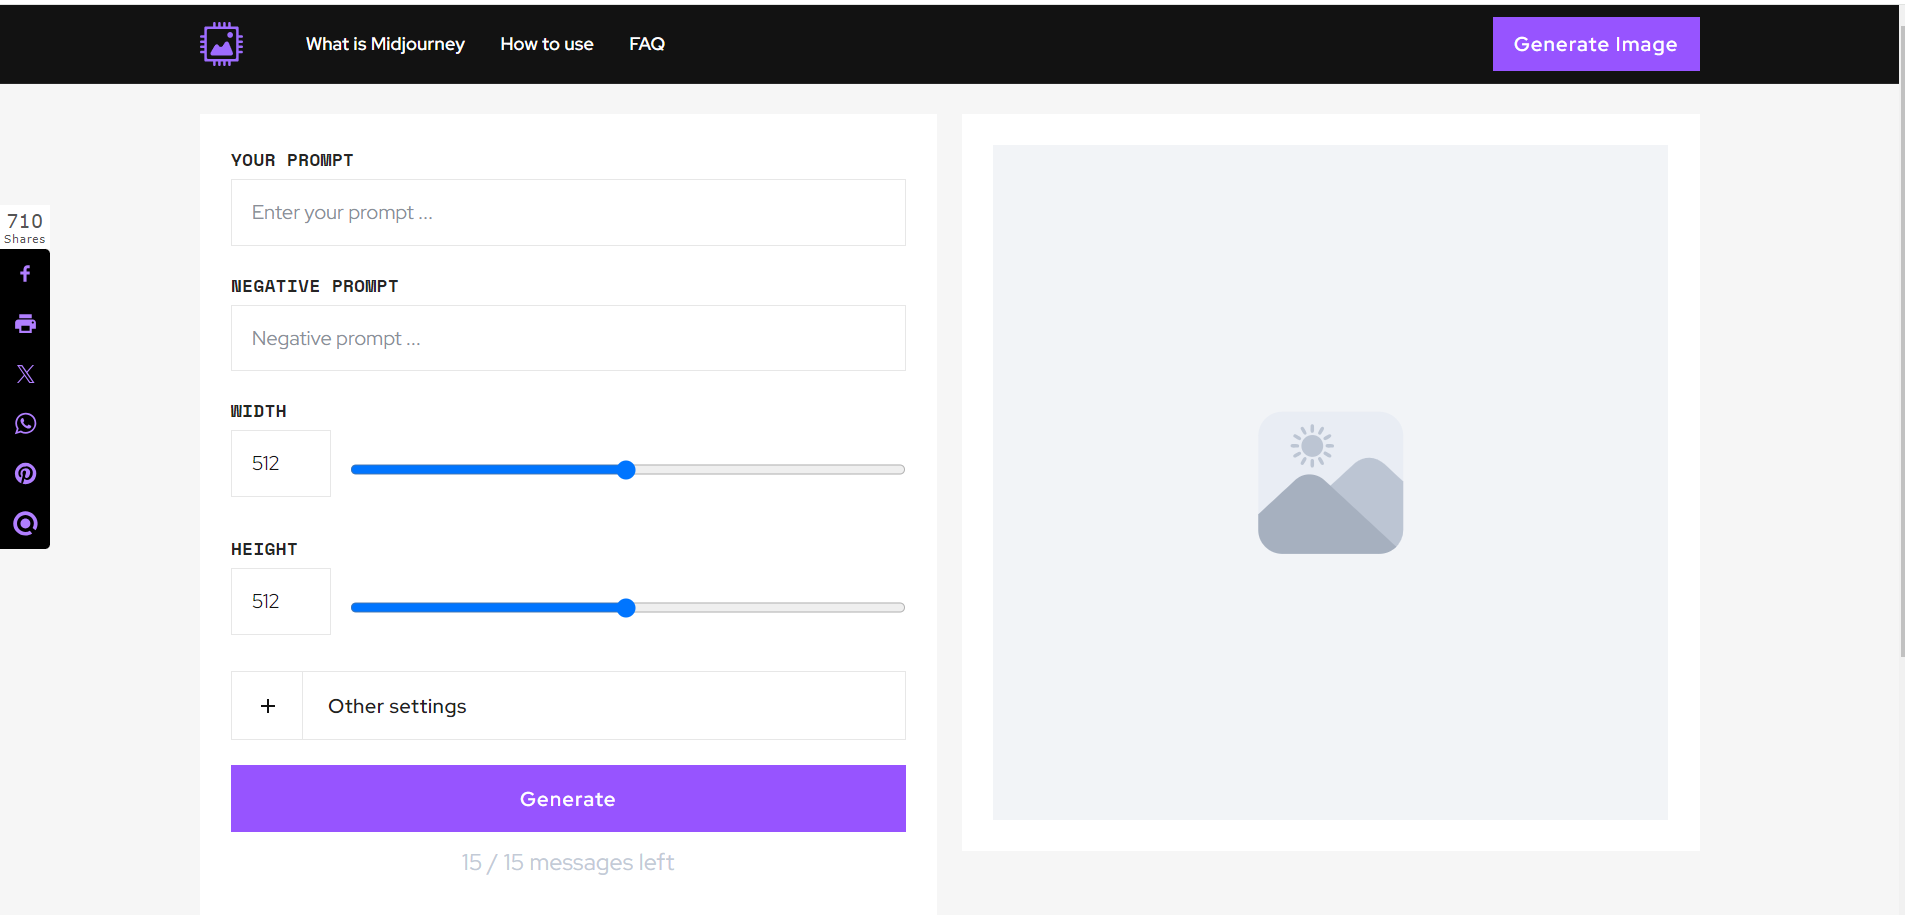 What is Midjourney
How to use
FAQ
Generate Image
710
Shares
YOUR PROMPT
Enter your prompt ...
NEGATIVE PROMPT
Negative prompt ...
WIDTH
512
HEIGHT
512
+ Other settings
Generate
15 / 15 messages left